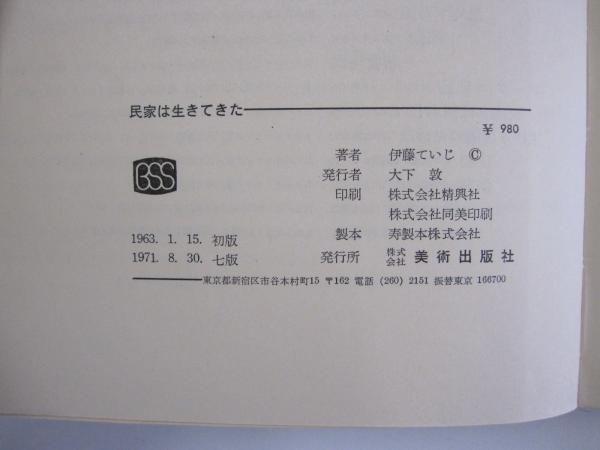 民家は生きてきた
¥ 980
著者 伊藤ていじ ©
発行者 大下 敦
印刷 株式会社精興社
株式会社同美印刷
製本 寿製本株式会社
発行所 株式会社 美術出版社
BSS
1963. 1. 15. 初版
1971. 8. 30. 七版
東京都新宿区市谷本村町15 〒162 電話 (260) 2151 振替東京 166700